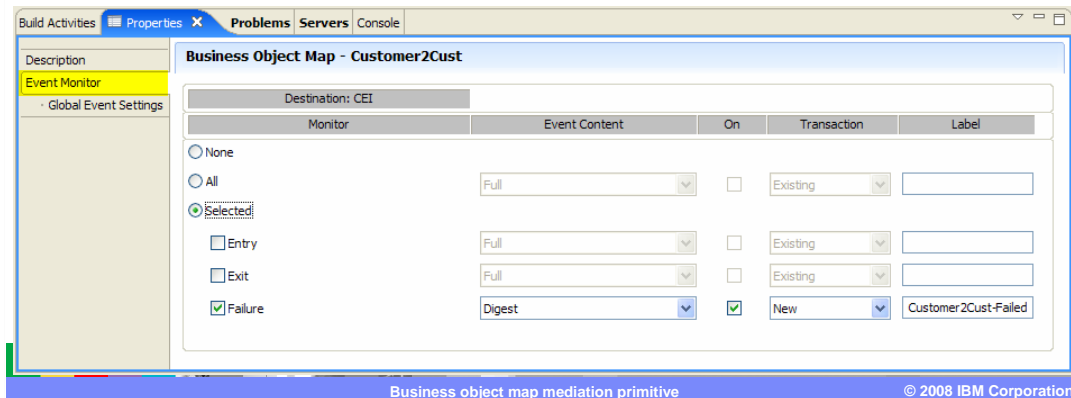 Build Activities Properties Problems Servers Console
Business Object Map - Customer2Cust
Description
Event Monitor
· Global Event Settings
Destination: CEI
Monitor Event Content On Transaction Label
None
All Full Existing
Selected
Entry Full Existing
Exit Full Existing
Failure Digest New Customer2Cust-Failed
Business object map mediation primitive © 2008 IBM Corporation